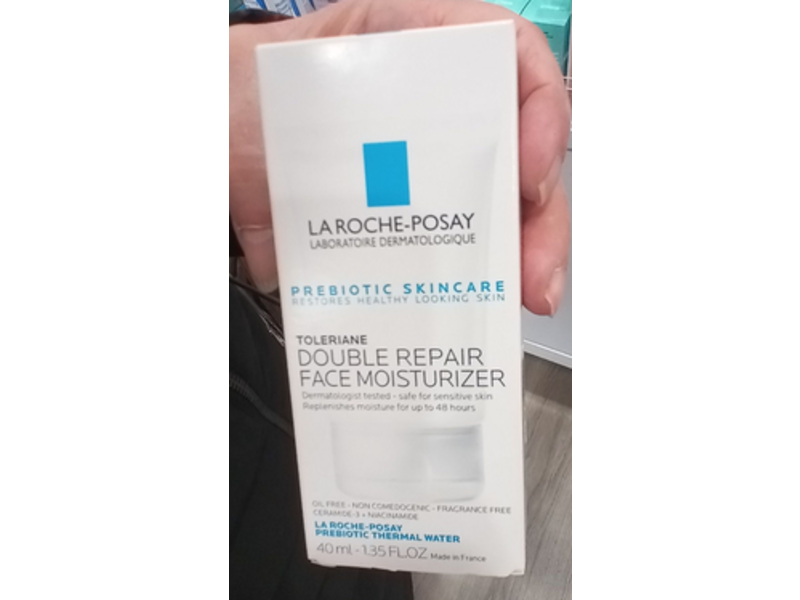 LA ROCHE-POSAY
LABORATOIRE DERMATOLOGIQUE
PREBIOTIC SKINCARE
RESTORES HEALTHY LOOKING SKIN
TOLERIANE
DOUBLE REPAIR
FACE MOISTURIZER
Dermatologist tested - safe for sensitive skin
Replenishes moisture for up to 48 hours
OIL FREE - NON COMEDOGENIC - FRAGRANCE FREE
CERAMIDE-3 + NIACINAMIDE
LA ROCHE-POSAY
PREBIOTIC THERMAL WATER
40 ml - 1.35 FL.OZ. Made in France